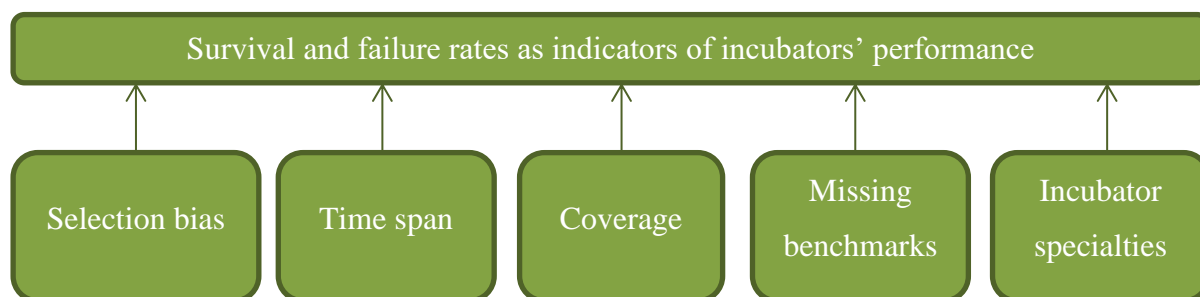 Survival and failure rates as indicators of incubators’ performance
Selection bias
Time span
Coverage
Missing
benchmarks
Incubator
specialties